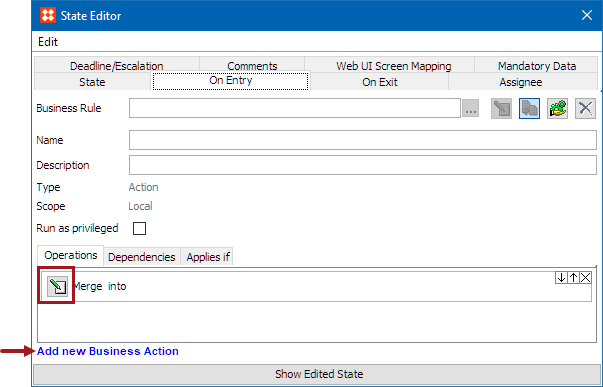 State Editor
Edit
Deadline/Escalation Comments Web UI Screen Mapping Mandatory Data
State On Entry On Exit Assignee
Business Rule ...
Name
Description
Type Action
Scope Local
Run as privileged
Operations Dependencies Applies if
Merge into
Add new Business Action
Show Edited State